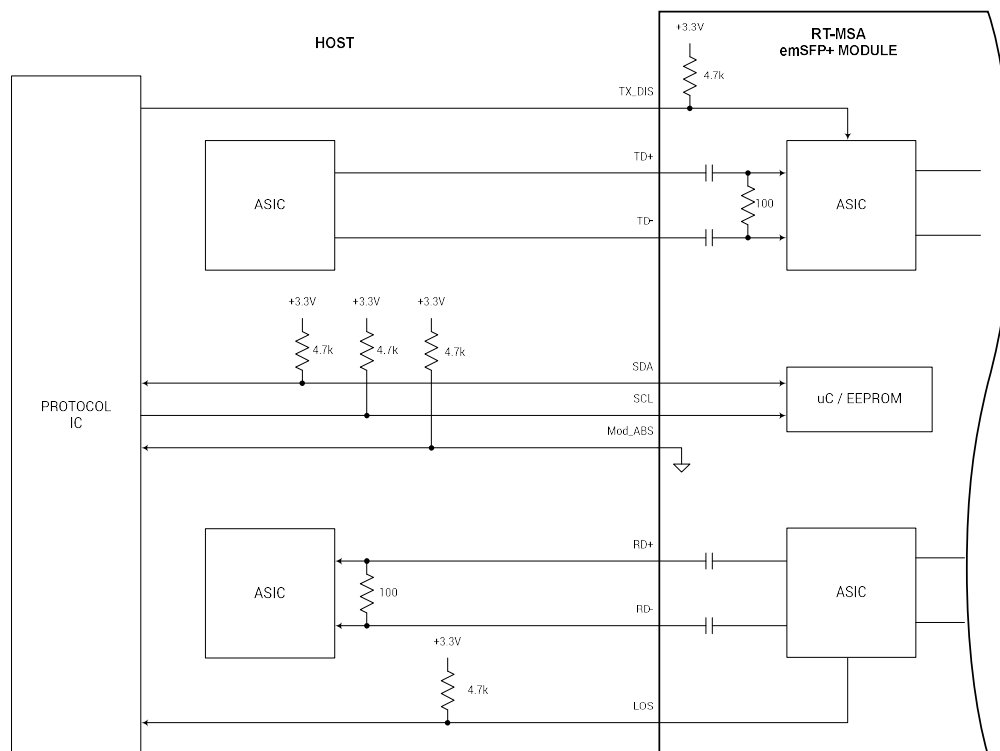 HOST
RT-MSA
emSFP+ MODULE
+3.3V
4.7k
TX_DIS
TD+
ASIC
100
ASIC
TD-
+3.3V
+3.3V
+3.3V
4.7k
4.7k
4.7k
SDA
SCL
uC / EEPROM
PROTOCOL
IC
Mod_ABS
RD+
ASIC
100
ASIC
RD-
+3.3V
4.7k
LOS